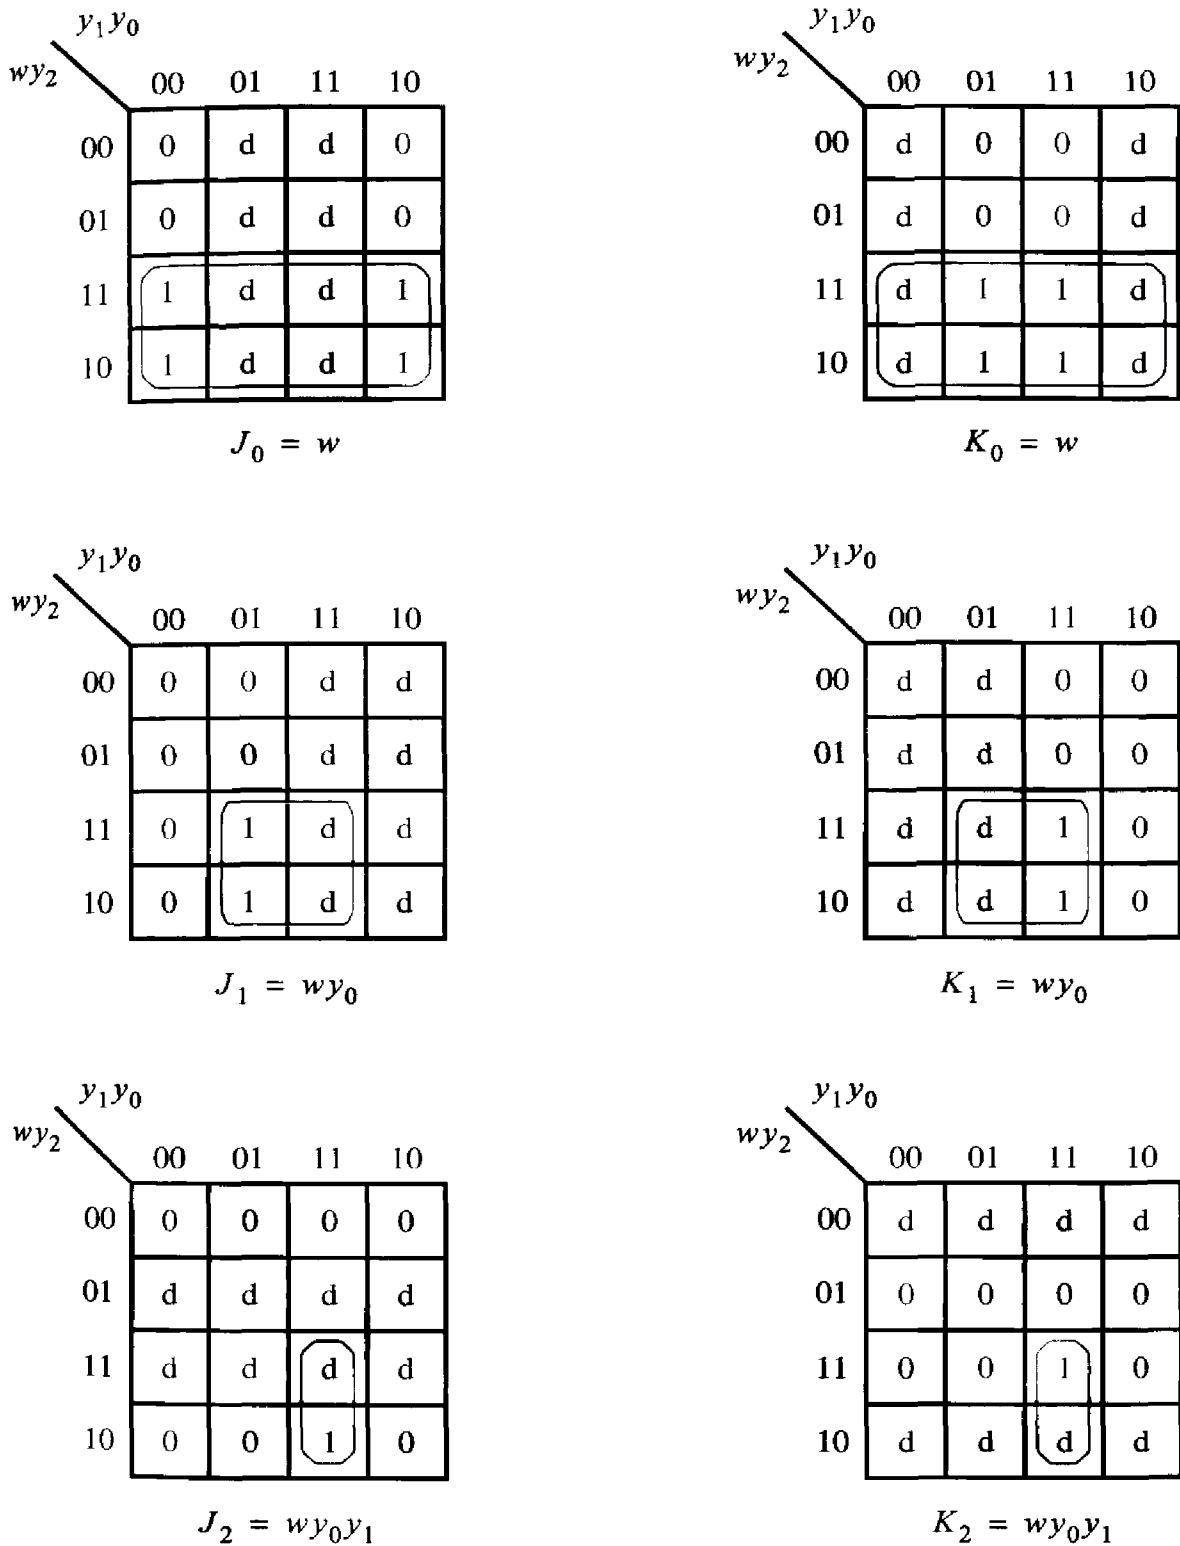 y₁y₀ y₁y₀
wy₂ wy₂
00 01 11 10 00 01 11 10
00 0 d d 0 00 d 0 0 d
01 0 d d 0 01 d 0 0 d
11 1 d d 1 11 d 1 1 d
10 1 d d 1 10 d 1 1 d
J₀ = w K₀ = w
y₁y₀ y₁y₀
wy₂ wy₂
00 01 11 10 00 01 11 10
00 0 0 d d 00 d d 0 0
01 0 0 d d 01 d d 0 0
11 0 1 d d 11 d d 1 0
10 0 1 d d 10 d d 1 0
J₁ = wy₀ K₁ = wy₀
y₁y₀ y₁y₀
wy₂ wy₂
00 01 11 10 00 01 11 10
00 0 0 0 0 00 d d d d
01 d d d d 01 0 0 0 0
11 d d d d 11 0 0 1 0
10 0 0 1 0 10 d d d d
J₂ = wy₀y₁ K₂ = wy₀y₁